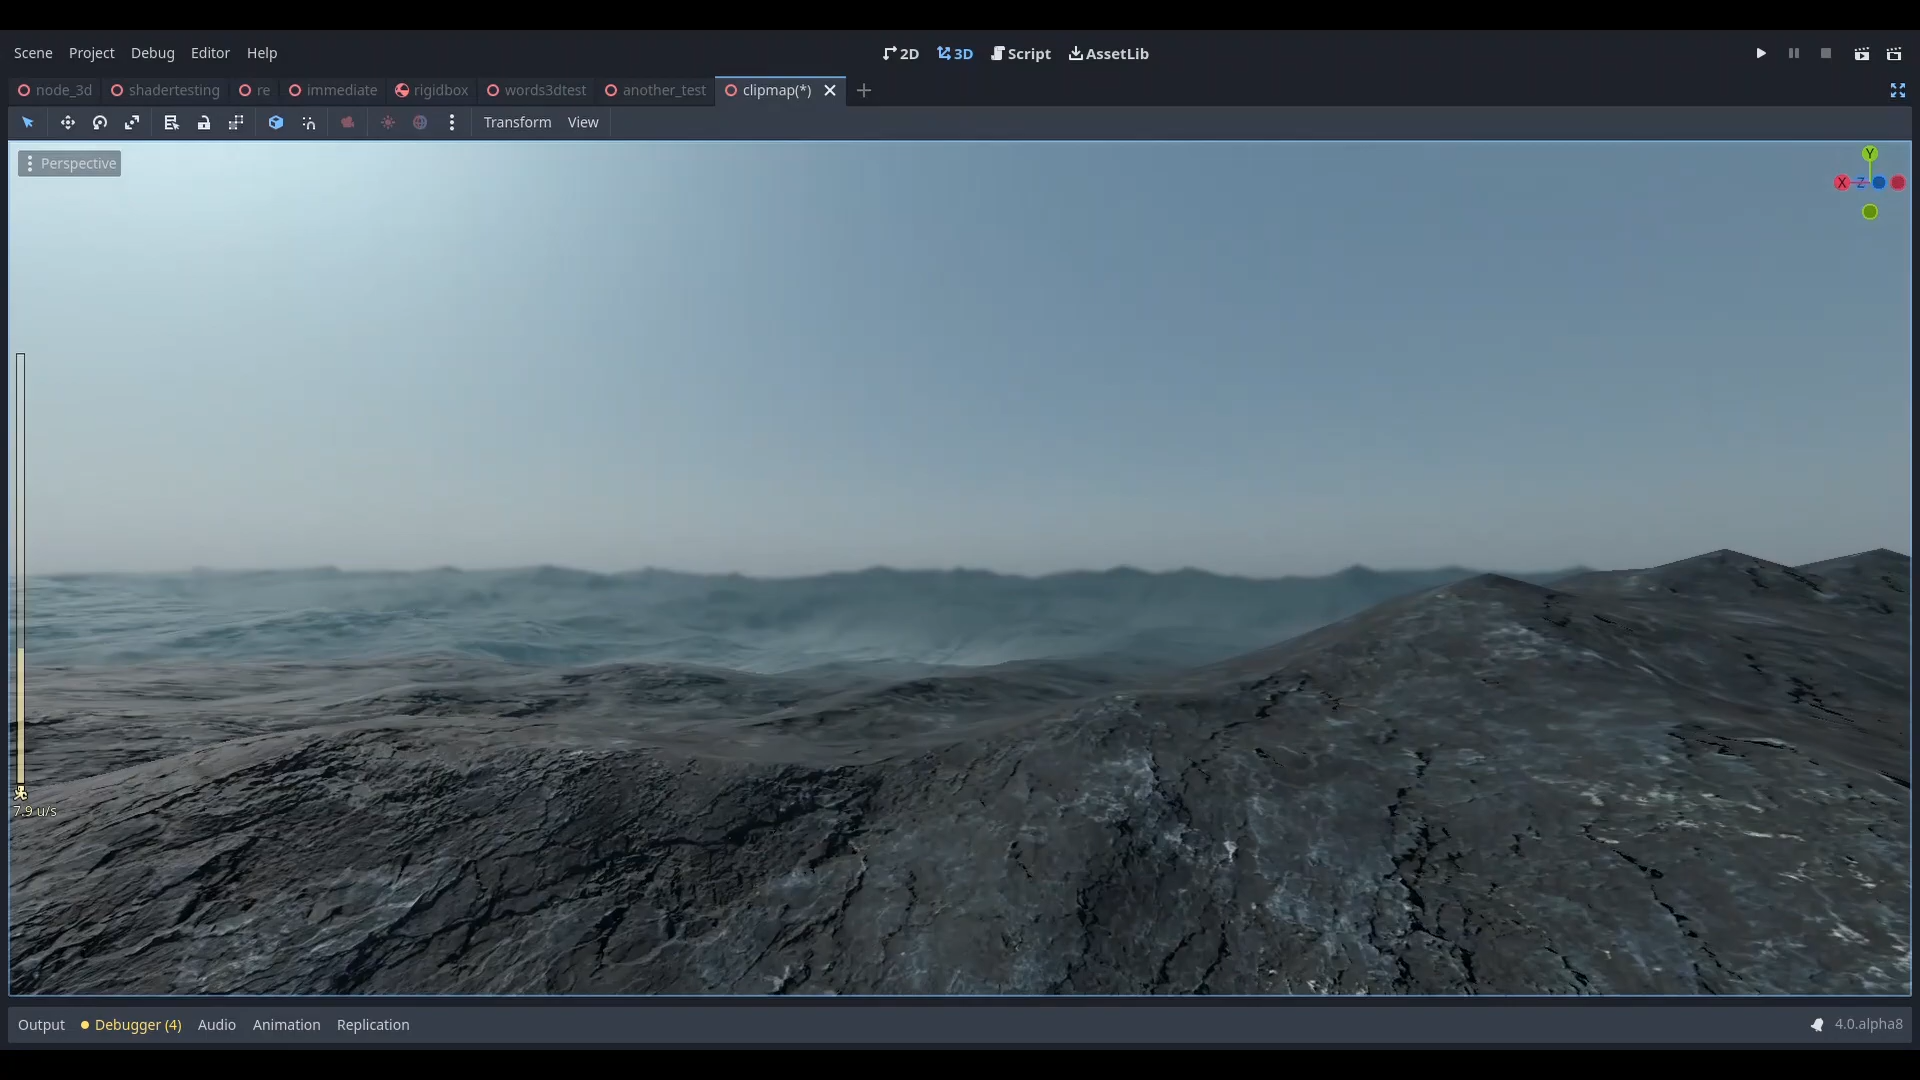 Scene Project Debug Editor Help 2D 3D Script AssetLib
node_3d shadertesting re immediate rigidbox words3dtest another_test clipmap(*)
Transform View
Perspective
Y
X Z
7.9 u/s
Output Debugger (4) Audio Animation Replication 4.0.alpha8